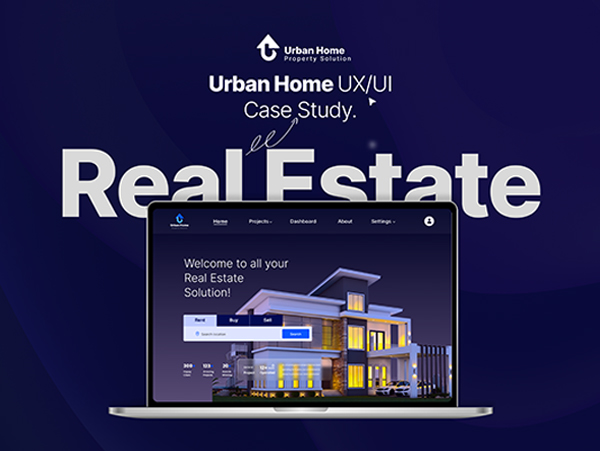 Urban Home
Property Solution
Urban Home UX/UI
Case Study.
Real Estate
Urban Home
Home Projects Dashboard About Settings
Welcome to all your
Real Estate
Solution!
Rent Buy Sell
Search Location
Search